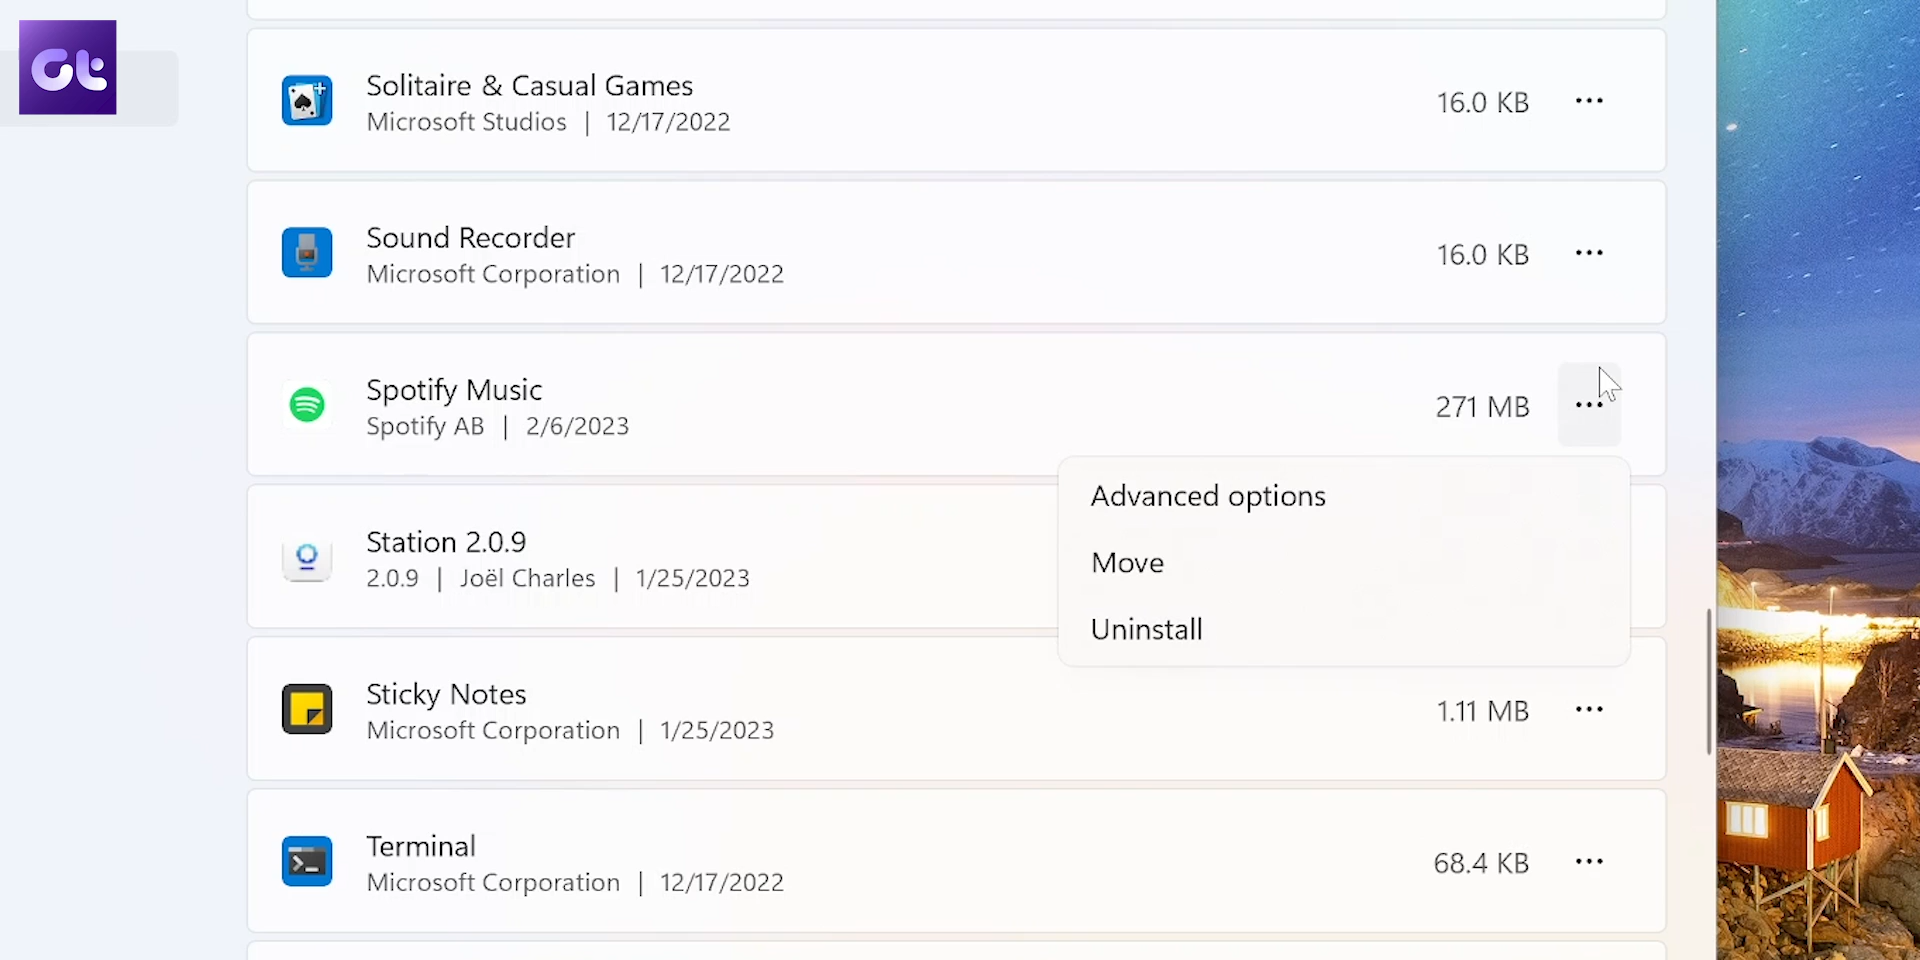 Gt
Solitaire & Casual Games
Microsoft Studios | 12/17/2022
16.0 KB
Sound Recorder
Microsoft Corporation | 12/17/2022
16.0 KB
Spotify Music
Spotify AB | 2/6/2023
271 MB
Advanced options
Move
Uninstall
Station 2.0.9
2.0.9 | Joël Charles | 1/25/2023
Sticky Notes
Microsoft Corporation | 1/25/2023
1.11 MB
Terminal
Microsoft Corporation | 12/17/2022
68.4 KB